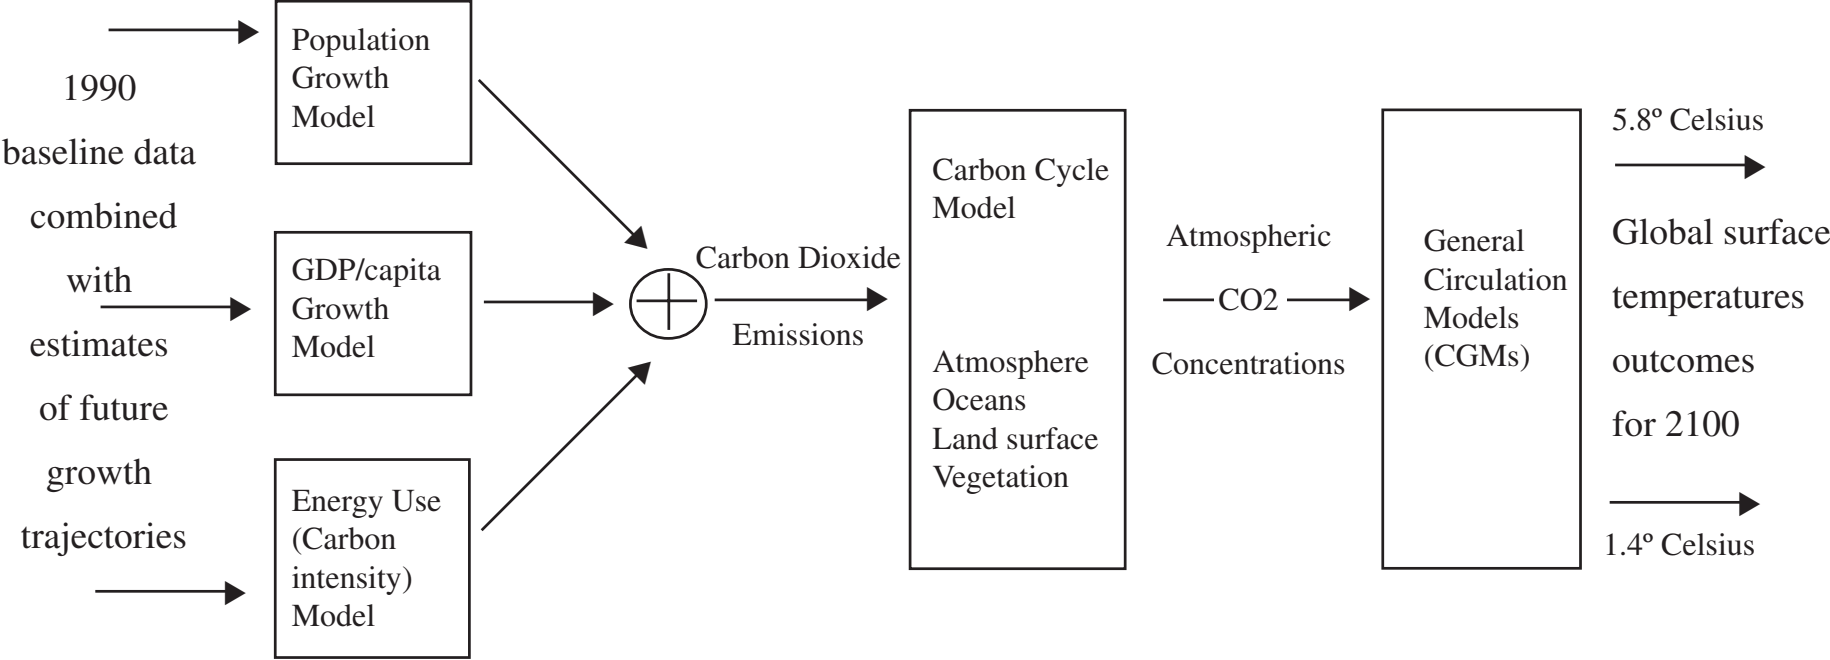 1990
baseline data
combined
with
estimates
of future
growth
trajectories
Population
Growth
Model
GDP/capita
Growth
Model
Energy Use
(Carbon
intensity)
Model
Carbon Dioxide
Emissions
Carbon Cycle
Model
Atmosphere
Oceans
Land surface
Vegetation
Atmospheric
CO2
Concentrations
General
Circulation
Models
(CGMs)
5.8º Celsius
Global surface
temperatures
outcomes
for 2100
1.4º Celsius